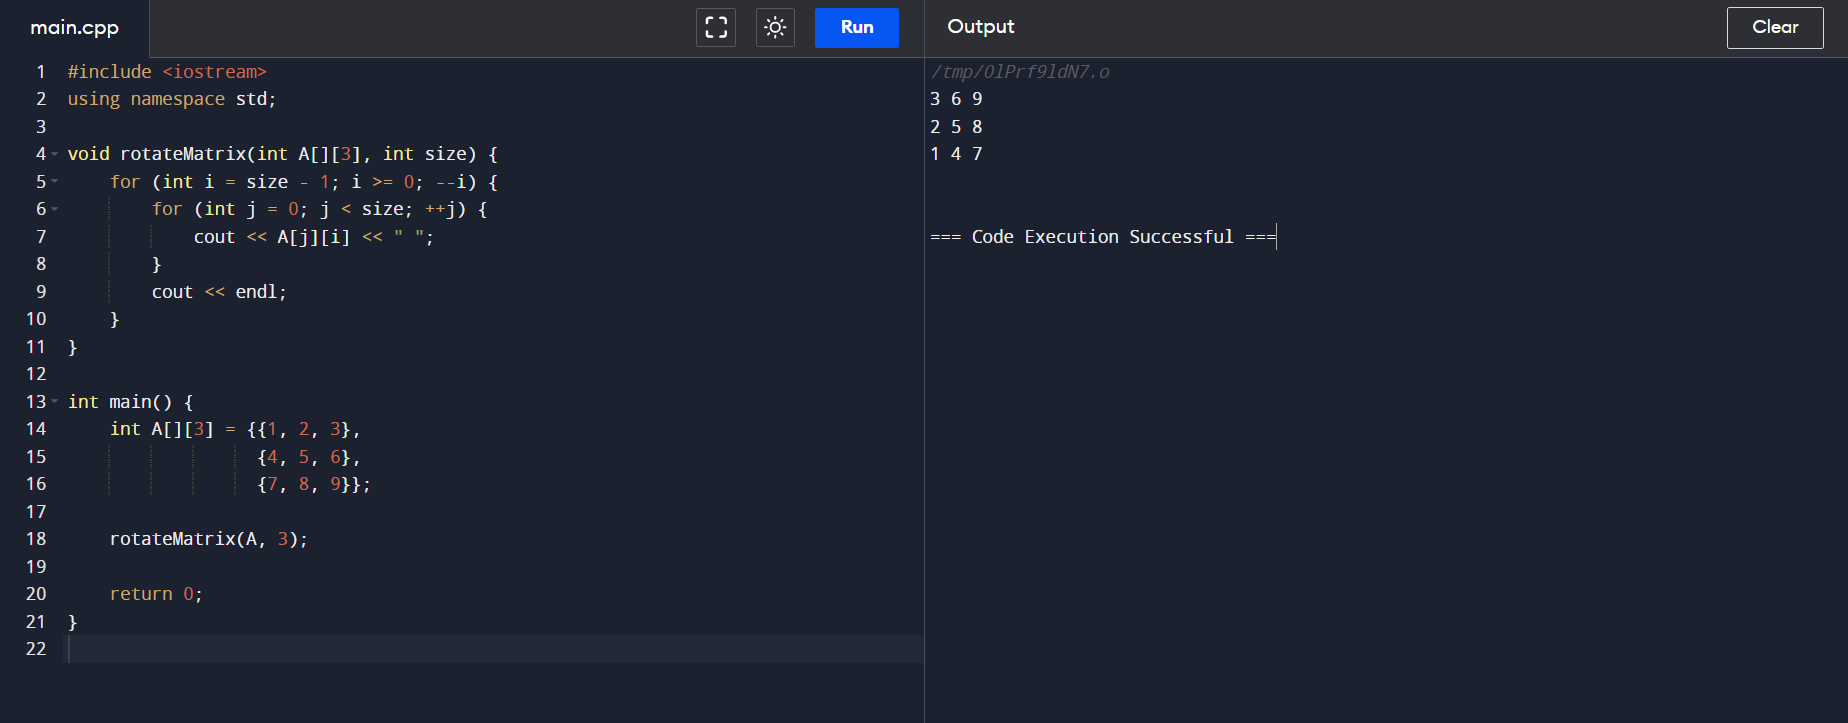 main.cpp
Run
Output
Clear
1 #include <iostream>
2 using namespace std;
3
4 void rotateMatrix(int A[][3], int size) {
5     for (int i = size - 1; i >= 0; --i) {
6         for (int j = 0; j < size; ++j) {
7             cout << A[j][i] << " ";
8         }
9         cout << endl;
10     }
11 }
12
13 int main() {
14     int A[][3] = {{1, 2, 3},
15                   {4, 5, 6},
16                   {7, 8, 9}};
17
18     rotateMatrix(A, 3);
19
20     return 0;
21 }
22
/tmp/OlPrf9ldN7.o
3 6 9
2 5 8
1 4 7
=== Code Execution Successful ===